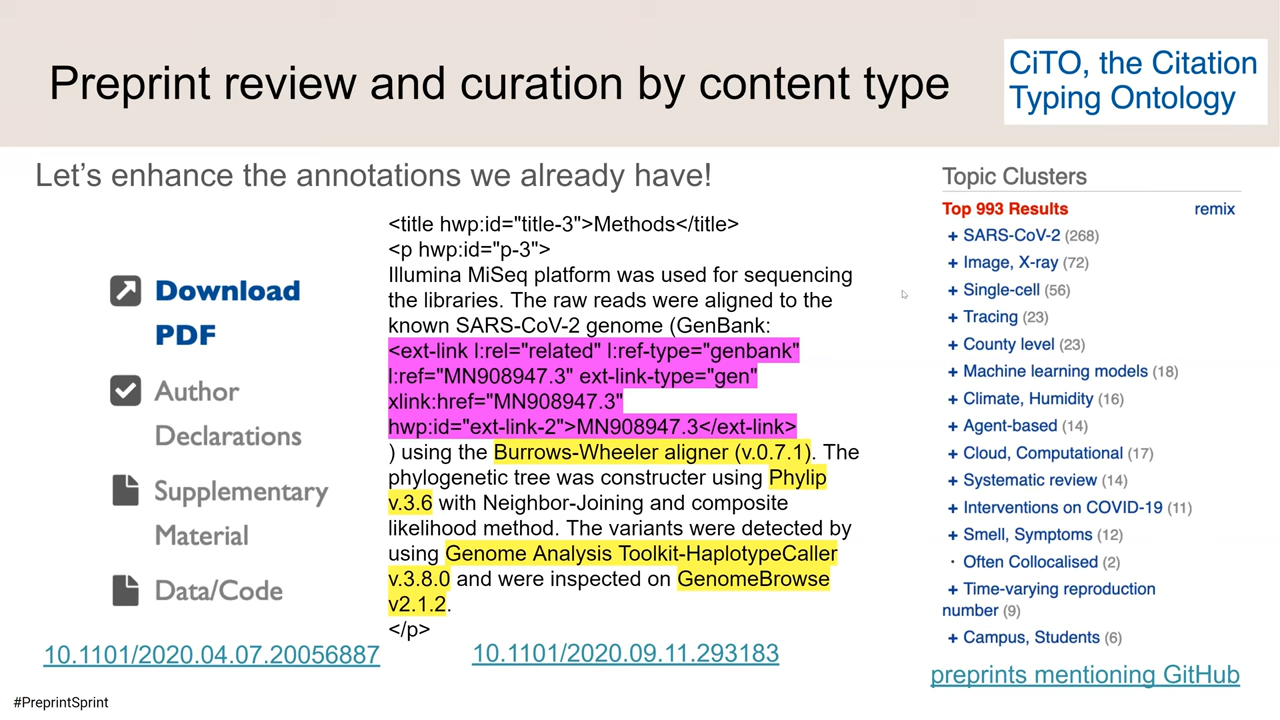 Preprint review and curation by content type
CiTO, the Citation
Typing Ontology
Let’s enhance the annotations we already have!
Download
PDF
Author
Declarations
Supplementary
Material
Data/Code
10.1101/2020.04.07.20056887
<title hwp:id="title-3">Methods</title>
<p hwp:id="p-3">
Illumina MiSeq platform was used for sequencing
the libraries. The raw reads were aligned to the
known SARS-CoV-2 genome (GenBank:
<ext-link l:rel="related" l:ref-type="genbank"
l:ref="MN908947.3" ext-link-type="gen"
xlink:href="MN908947.3"
hwp:id="ext-link-2">MN908947.3</ext-link>
) using the Burrows-Wheeler aligner (v.0.7.1). The
phylogenetic tree was constructer using Phylip
v.3.6 with Neighbor-Joining and composite
likelihood method. The variants were detected by
using Genome Analysis Toolkit-HaplotypeCaller
v.3.8.0 and were inspected on GenomeBrowse
v2.1.2.
</p>
10.1101/2020.09.11.293183
Topic Clusters
Top 993 Results remix
+ SARS-CoV-2 (268)
+ Image, X-ray (72)
+ Single-cell (56)
+ Tracing (23)
+ County level (23)
+ Machine learning models (18)
+ Climate, Humidity (16)
+ Agent-based (14)
+ Cloud, Computational (17)
+ Systematic review (14)
+ Interventions on COVID-19 (11)
+ Smell, Symptoms (12)
· Often Collocalised (2)
+ Time-varying reproduction
number (9)
+ Campus, Students (6)
preprints mentioning GitHub
#PreprintSprint